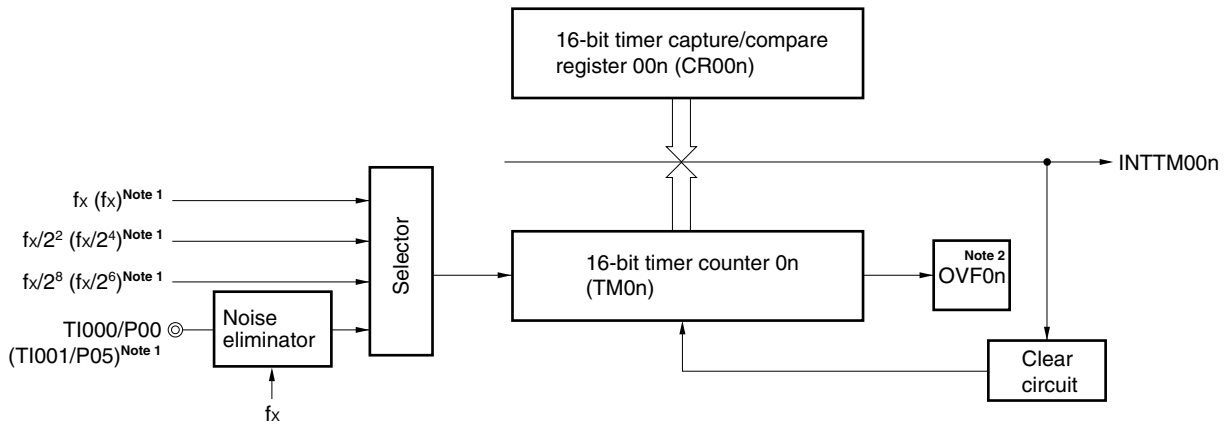 16-bit timer capture/compare
register 00n (CR00n)
INTTM00n
fX (fX)Note 1
fX/2² (fX/2⁴)Note 1
fX/2⁸ (fX/2⁶)Note 1
TI000/P00
(TI001/P05)Note 1
Noise
eliminator
fX
Selector
16-bit timer counter 0n
(TM0n)
Note 2
OVF0n
Clear
circuit